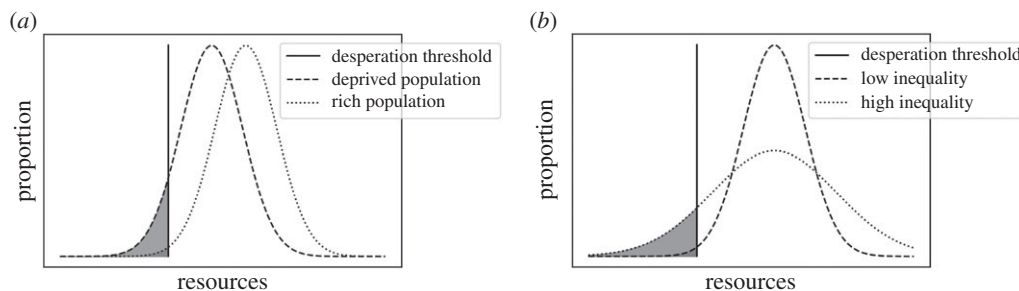 (a)
desperation threshold
deprived population
rich population
proportion
resources
(b)
desperation threshold
low inequality
high inequality
proportion
resources